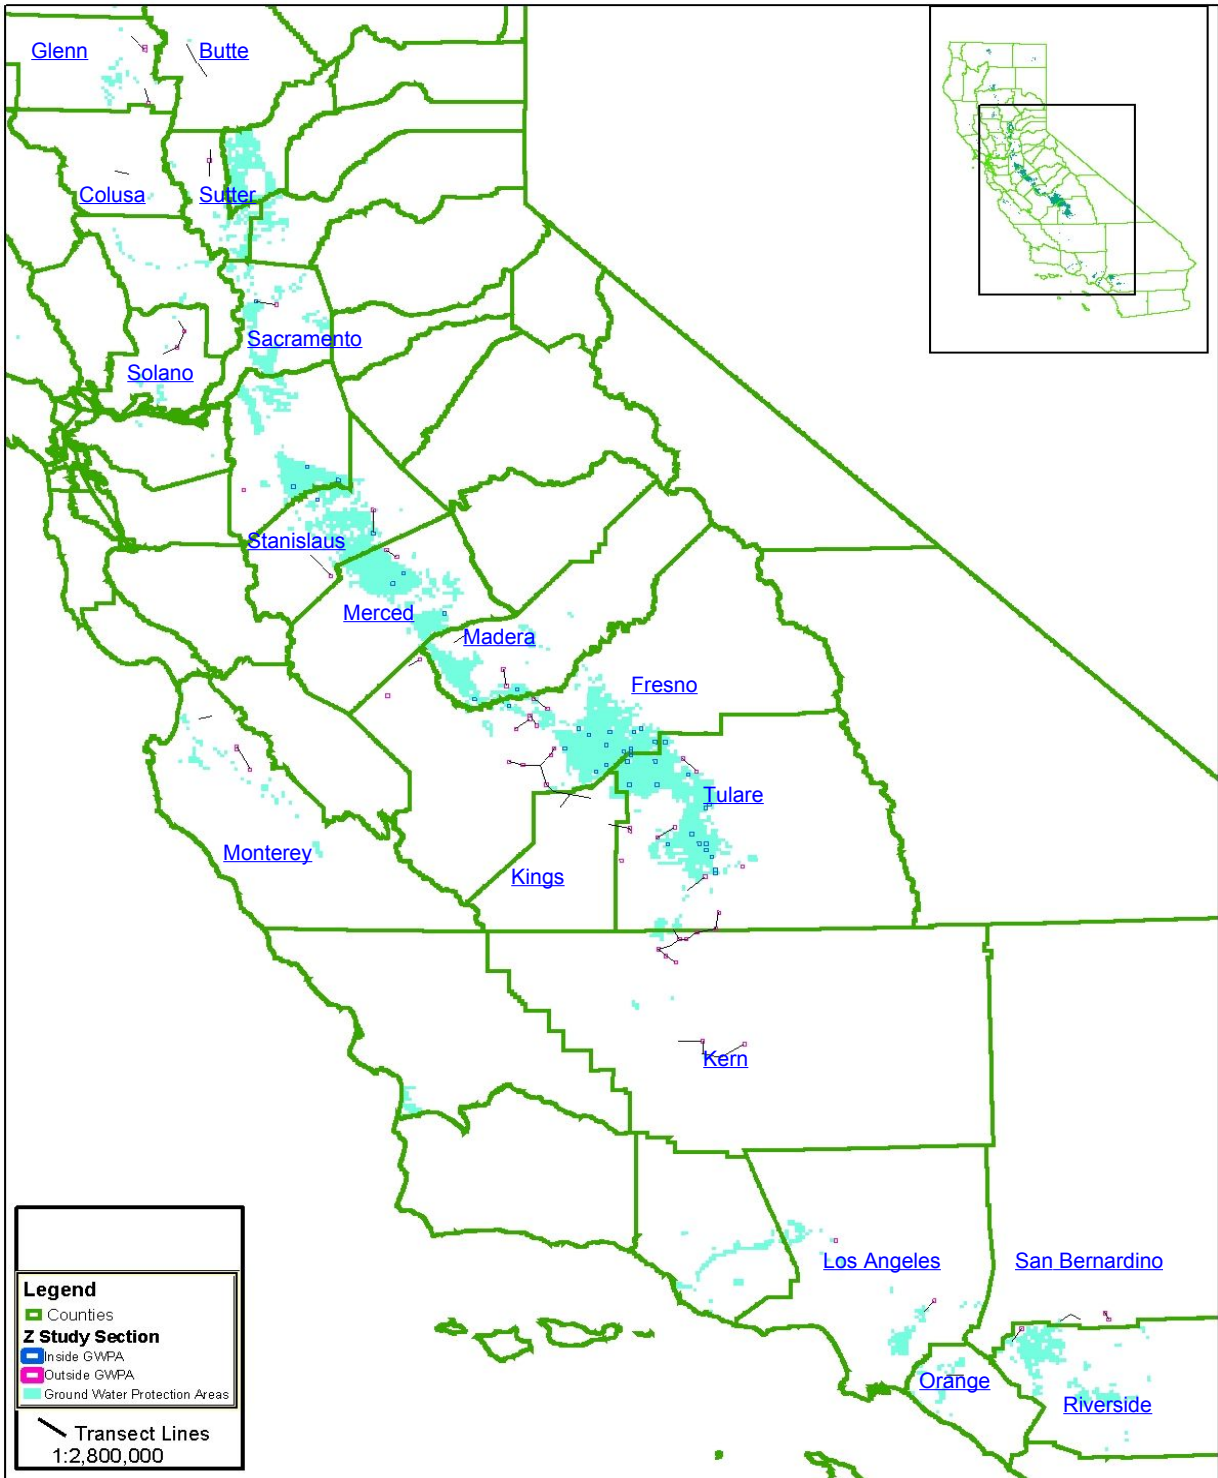 Glenn
Butte
Colusa
Sutter
Sacramento
Solano
Stanislaus
Merced
Madera
Fresno
Tulare
Monterey
Kings
Kern
Los Angeles
San Bernardino
Orange
Riverside
Legend
Counties
Z Study Section
Inside GWPA
Outside GWPA
Ground Water Protection Areas
Transect Lines
1:2,800,000